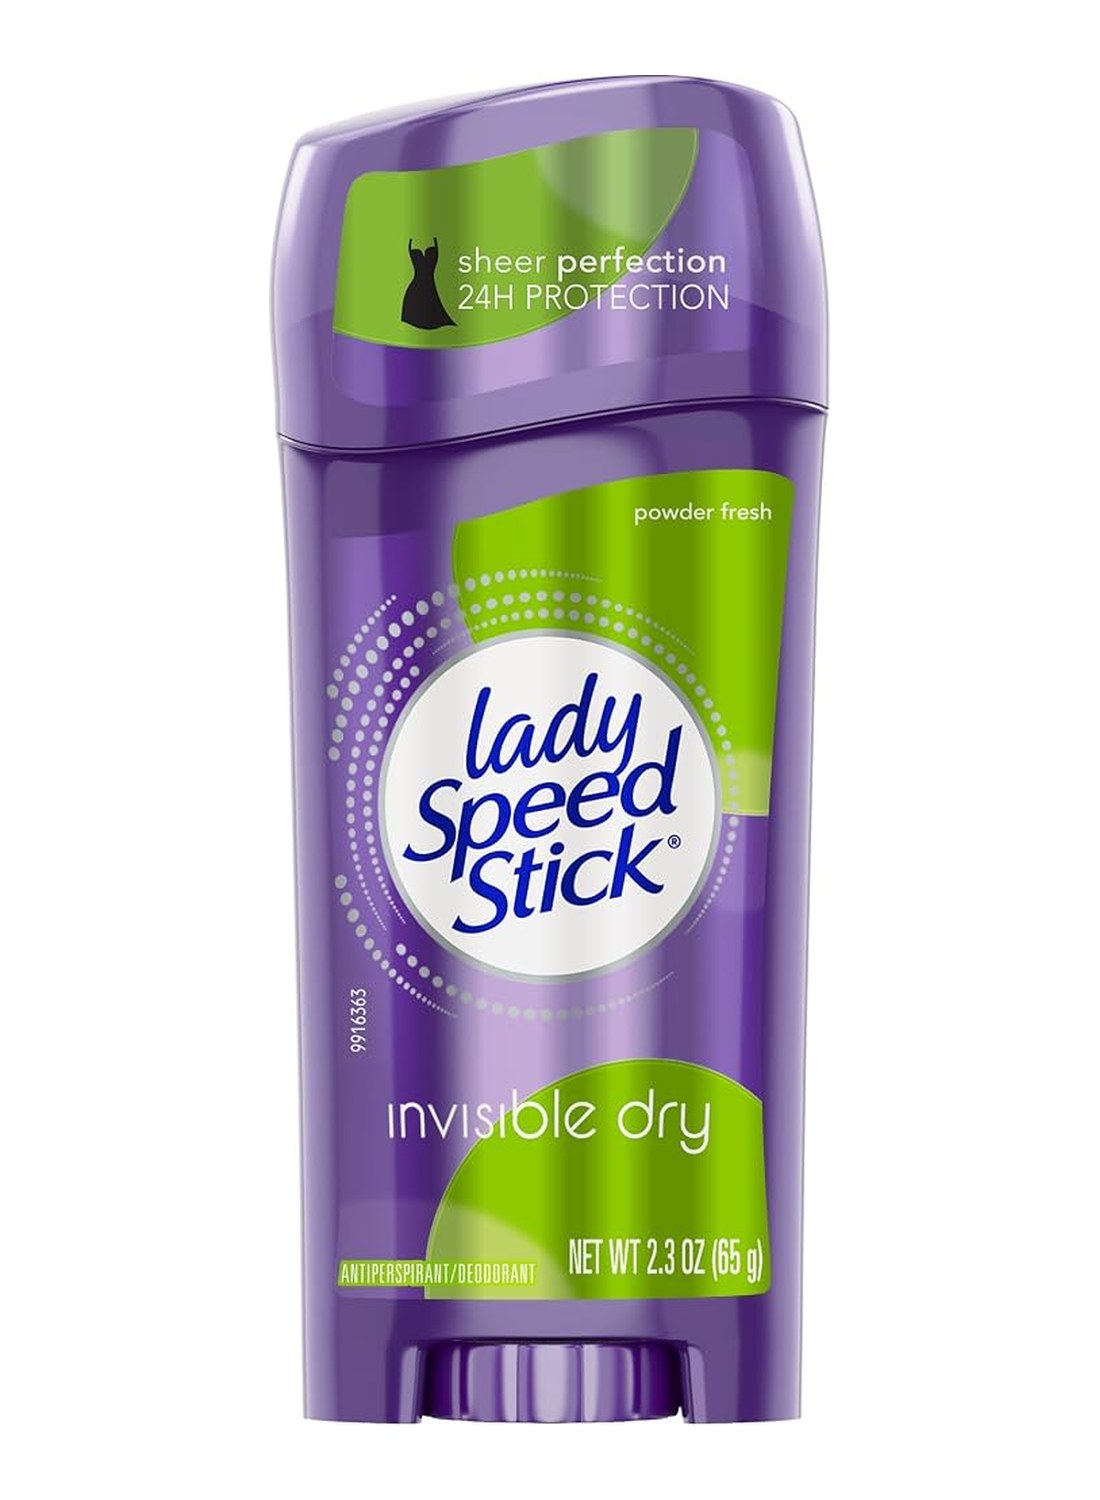 sheer perfection
24H PROTECTION
powder fresh
lady
Speed
Stick®
9916363
invisible dry
ANTIPERSPIRANT/DEODORANT
NET WT 2.3 OZ (65 g)